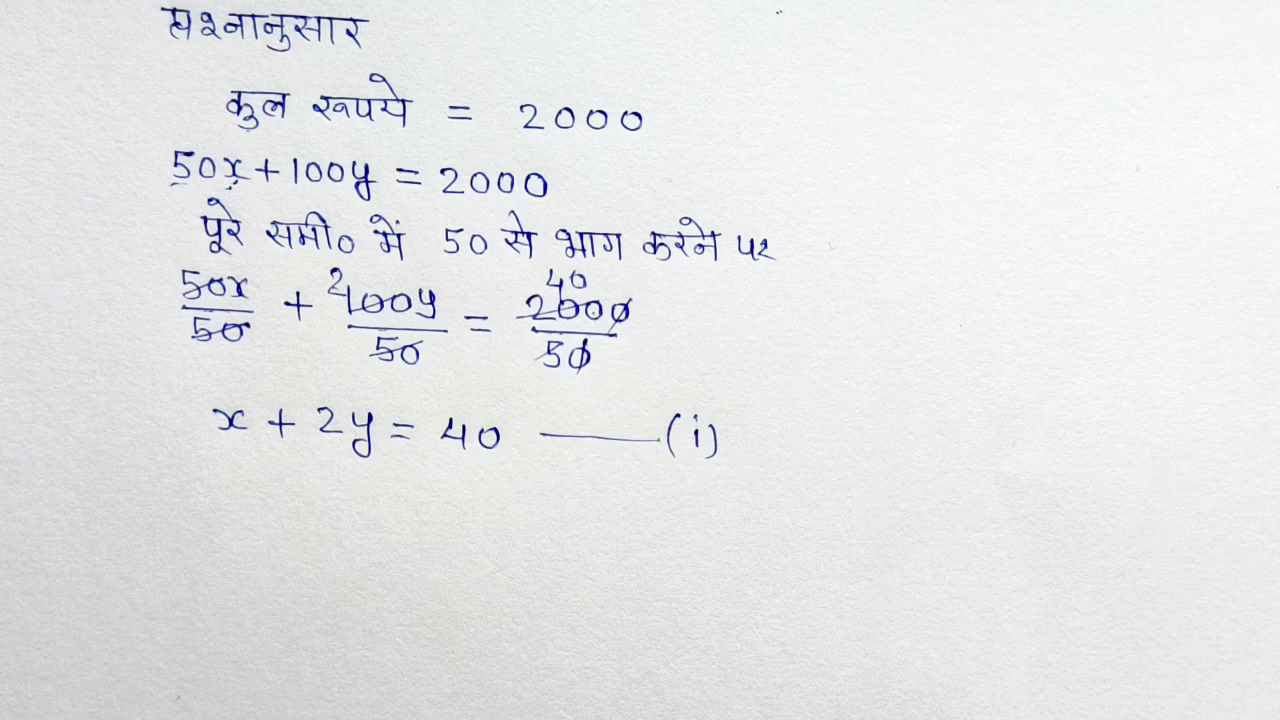 प्रश्नानुसार
कुल रूपये = 2000
50x + 100y = 2000
पूरे समी० में 50 से भाग करने पर
50x/50 + 100y/50 2 = 2000/50 40
x + 2y = 40 ——— (i)